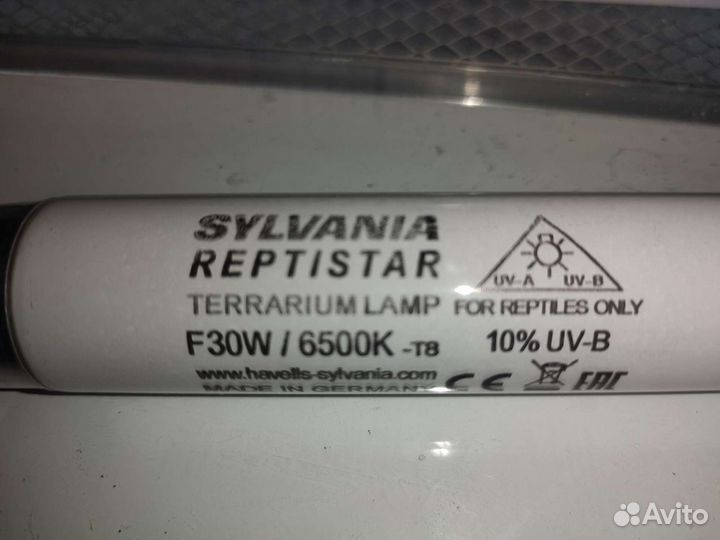 SYLVANIA
REPTISTAR
TERRARIUM LAMP
F30W / 6500K -T8
www.havells-sylvania.com
MADE IN GERMANY
UV-A UV-B
FOR REPTILES ONLY
10% UV-B
CE EAC
Avito